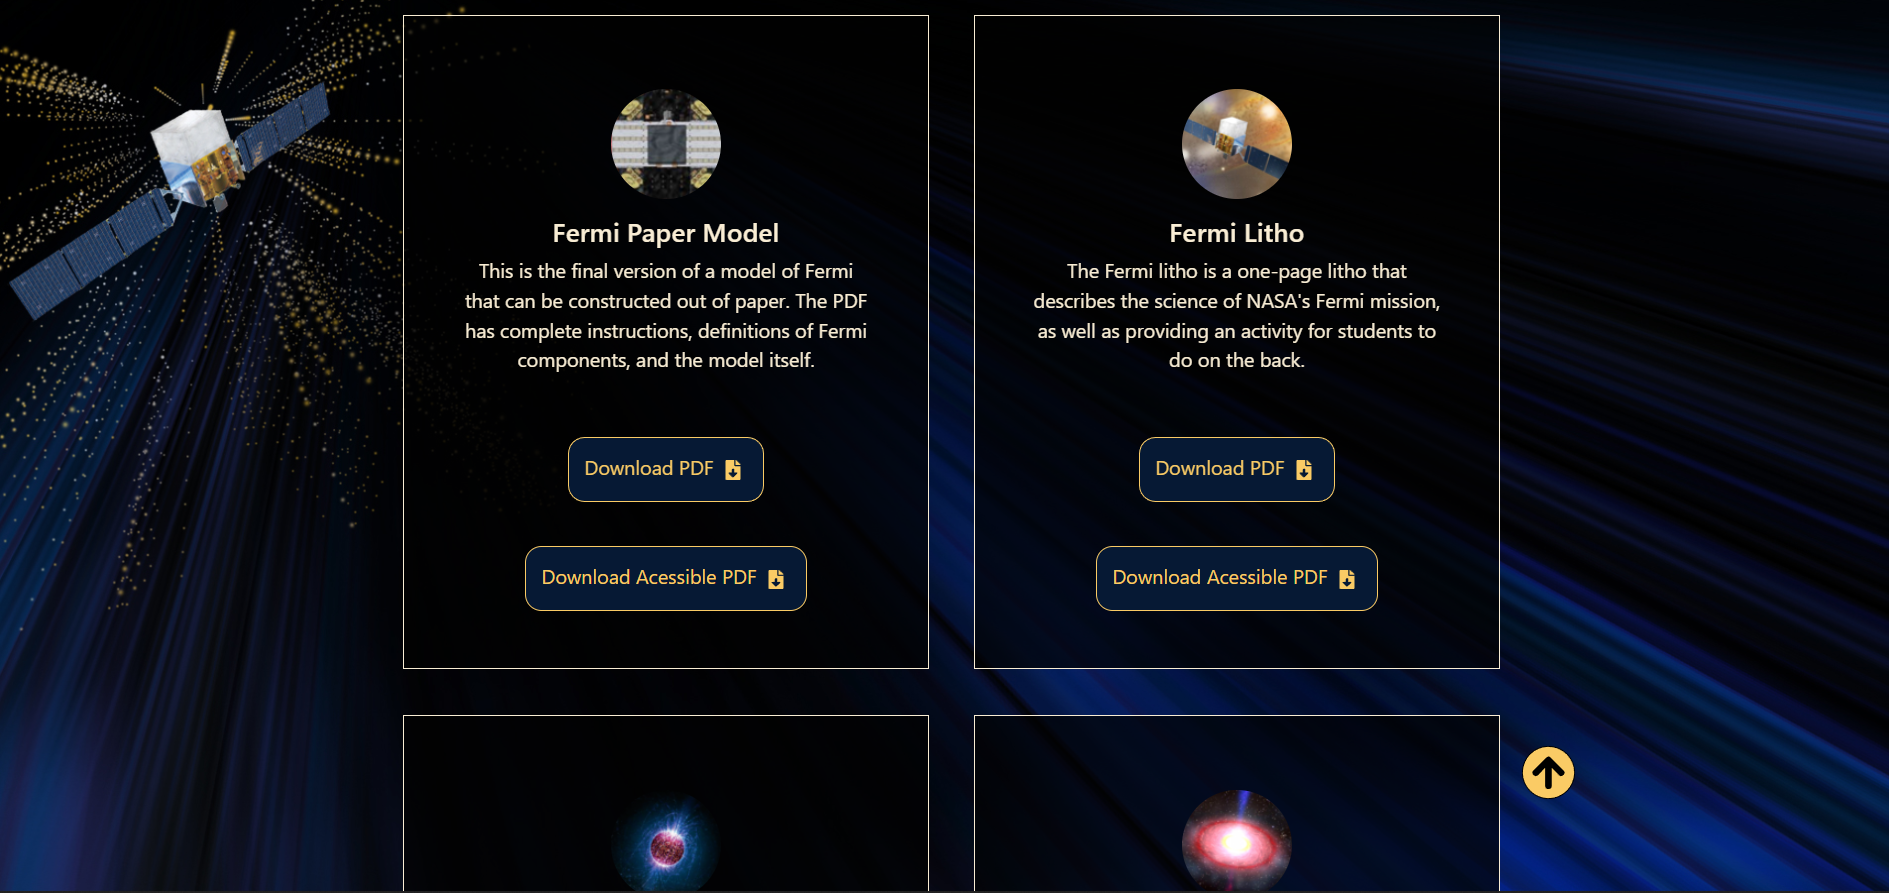 Fermi Paper Model
This is the final version of a model of Fermi
that can be constructed out of paper. The PDF
has complete instructions, definitions of Fermi
components, and the model itself.
Download PDF
Download Acessible PDF
Fermi Litho
The Fermi litho is a one-page litho that
describes the science of NASA's Fermi mission,
as well as providing an activity for students to
do on the back.
Download PDF
Download Acessible PDF